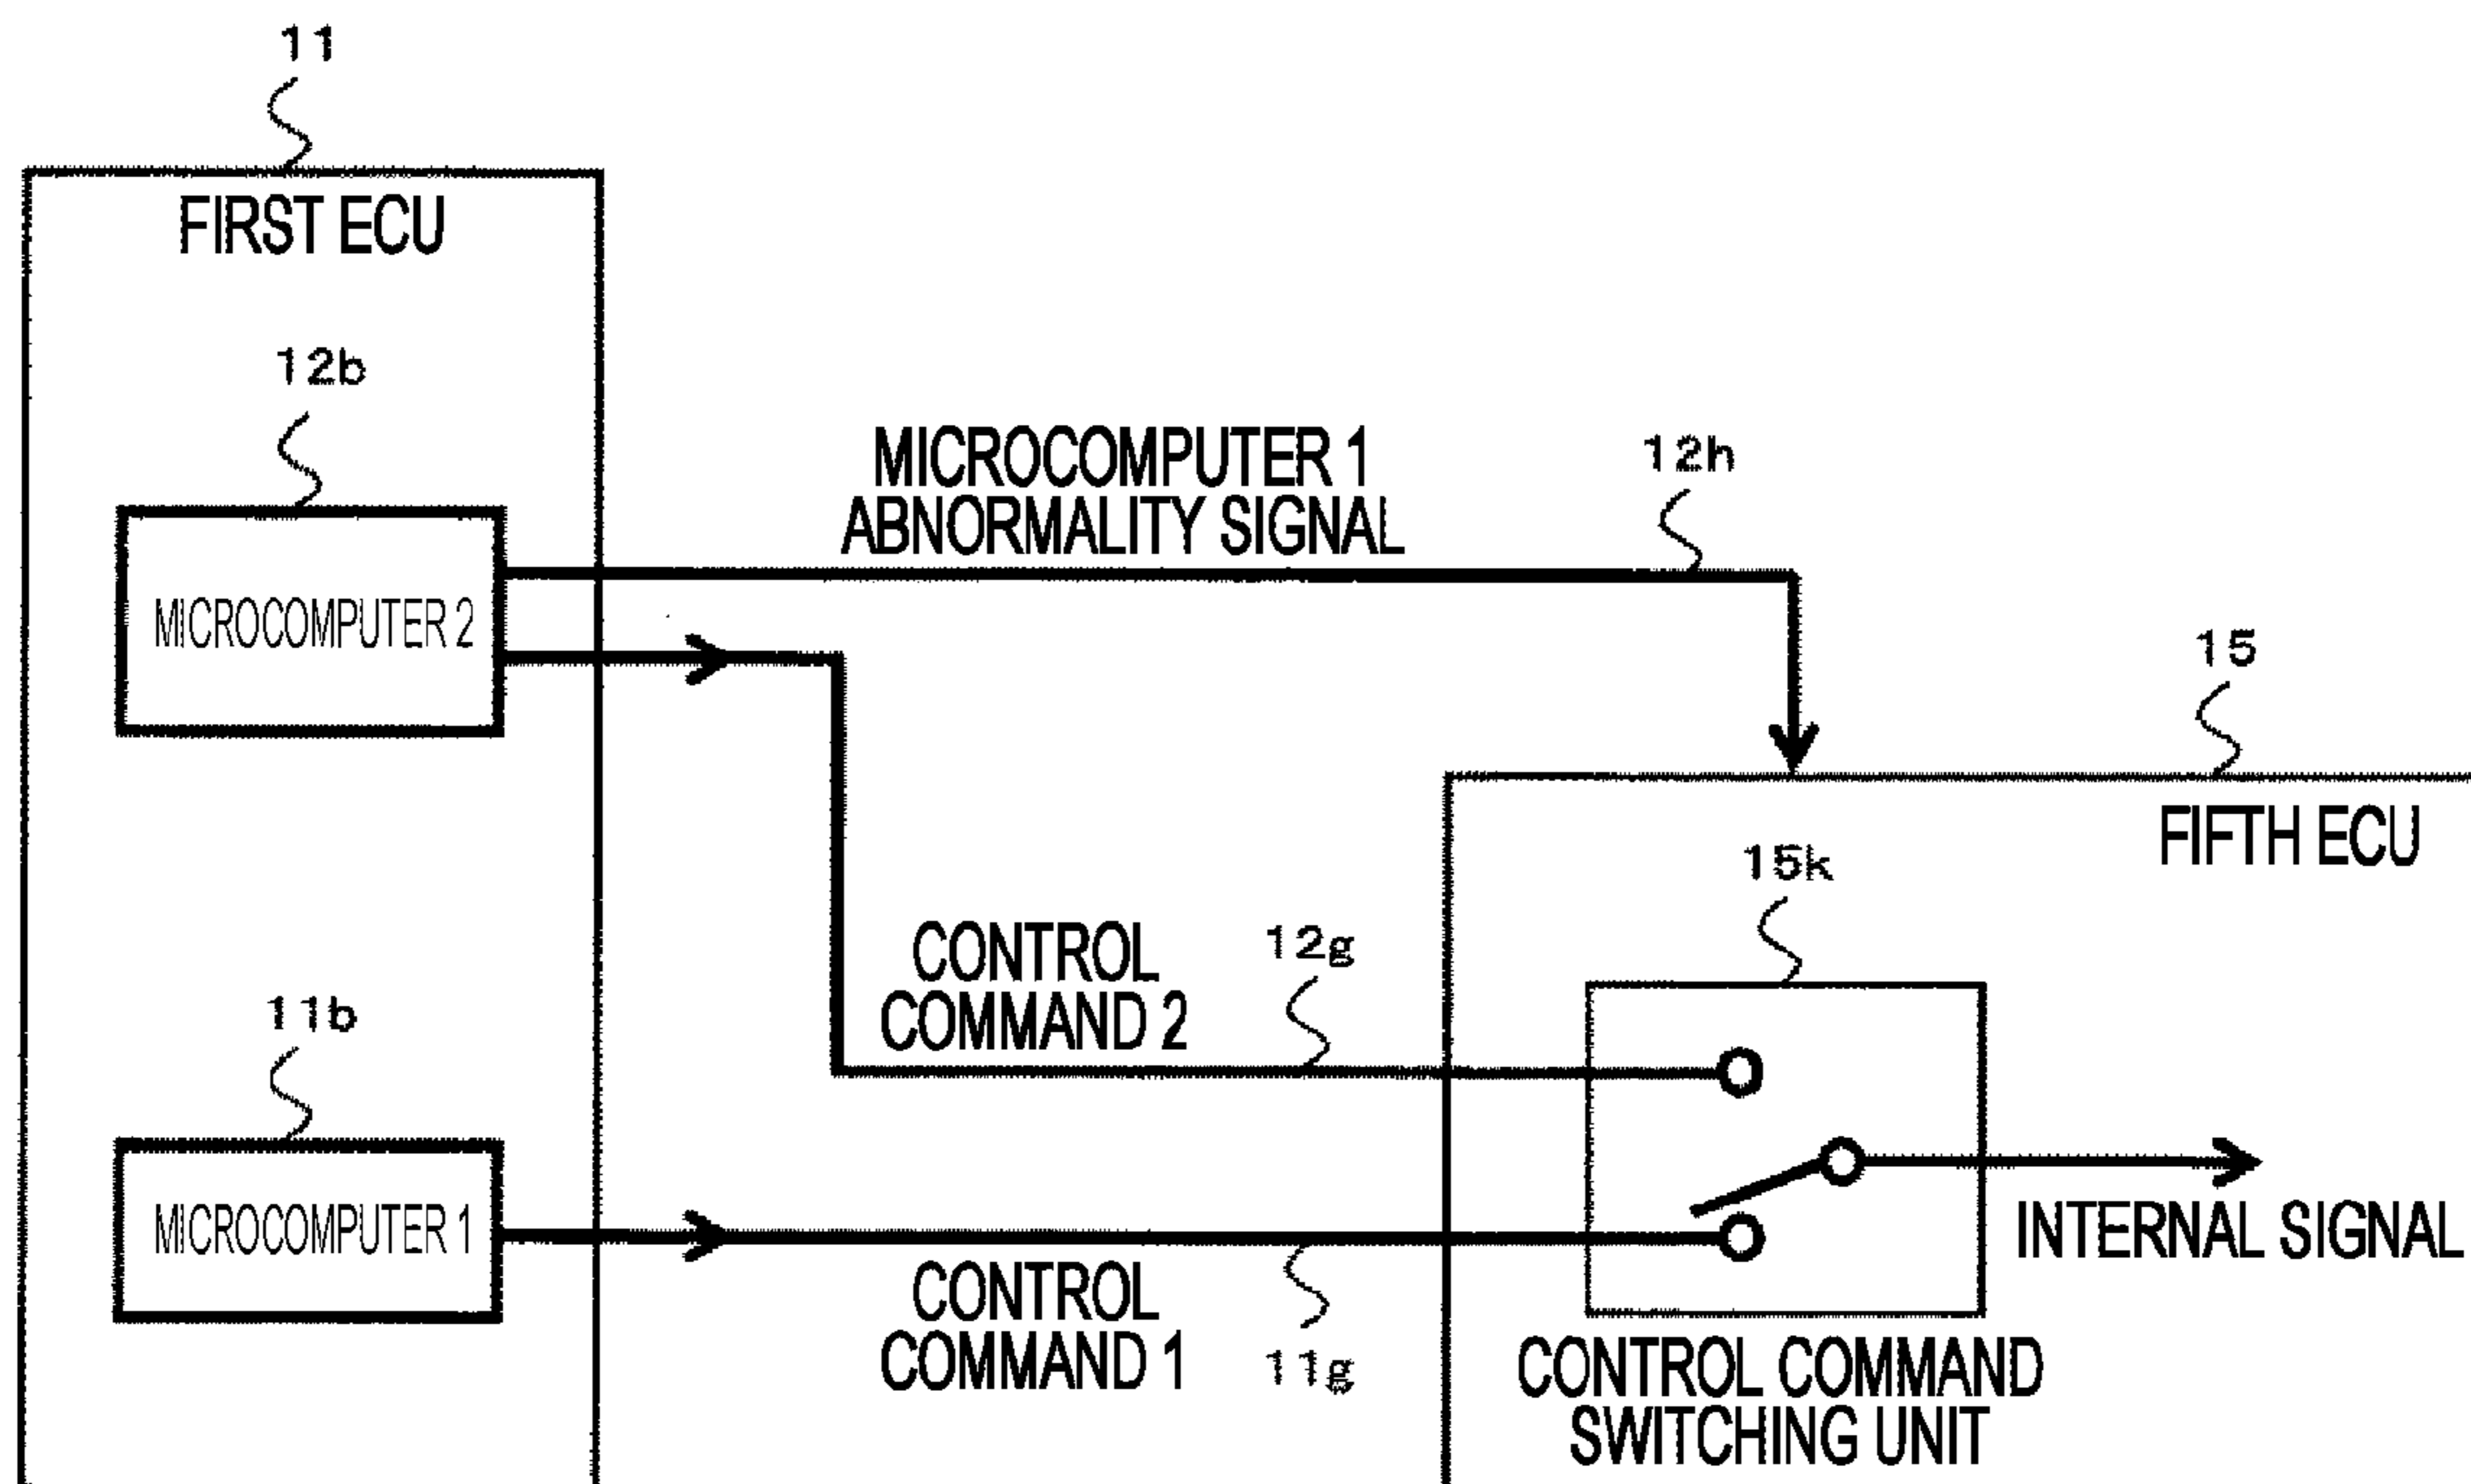 11
FIRST ECU
12b
MICROCOMPUTER 2
MICROCOMPUTER 1
ABNORMALITY SIGNAL
12h
15
FIFTH ECU
15k
CONTROL
COMMAND 2
12g
11b
MICROCOMPUTER 1
CONTROL
COMMAND 1
11g
INTERNAL SIGNAL
CONTROL COMMAND
SWITCHING UNIT